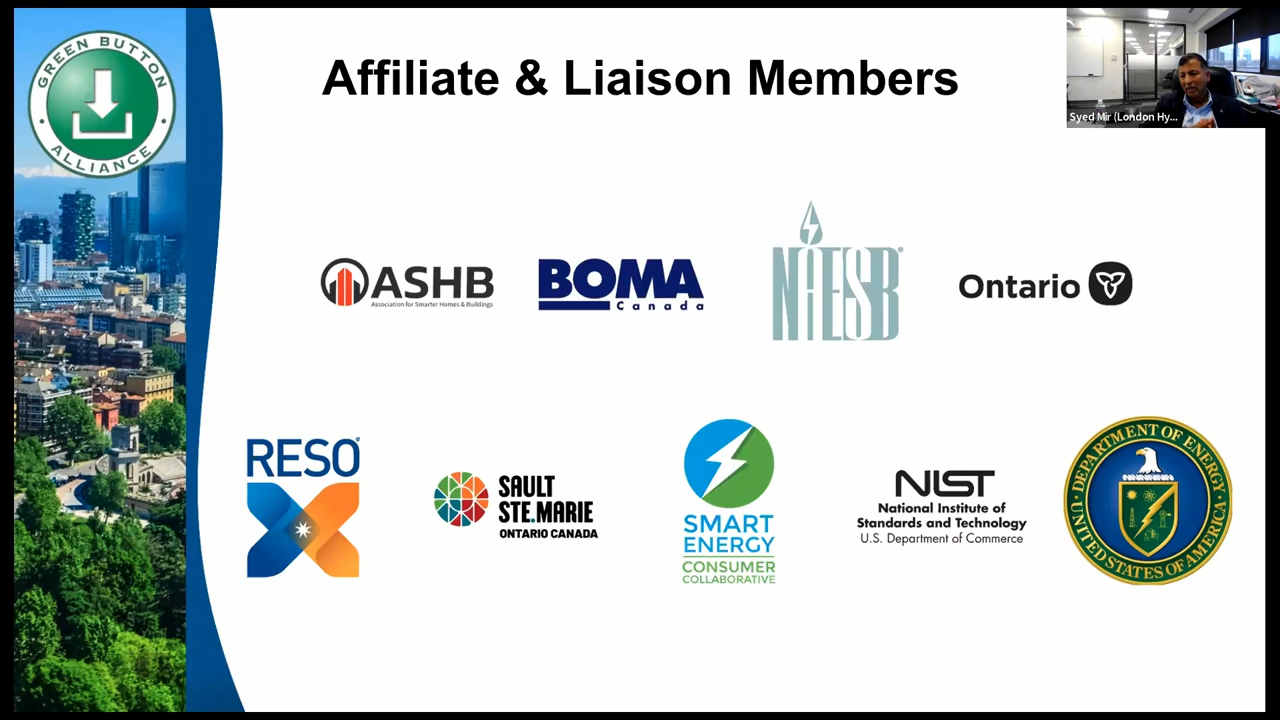 GREEN BUTTON
ALLIANCE
Affiliate & Liaison Members
Syed Mir (London Hy...
ASHB
Association for Smarter Homes & Buildings
BOMA
Canada
NAESB
Ontario
RESO
SAULT
STE.MARIE
ONTARIO CANADA
SMART
ENERGY
CONSUMER
COLLABORATIVE
NIST
National Institute of
Standards and Technology
U.S. Department of Commerce
DEPARTMENT OF ENERGY
UNITED STATES OF AMERICA